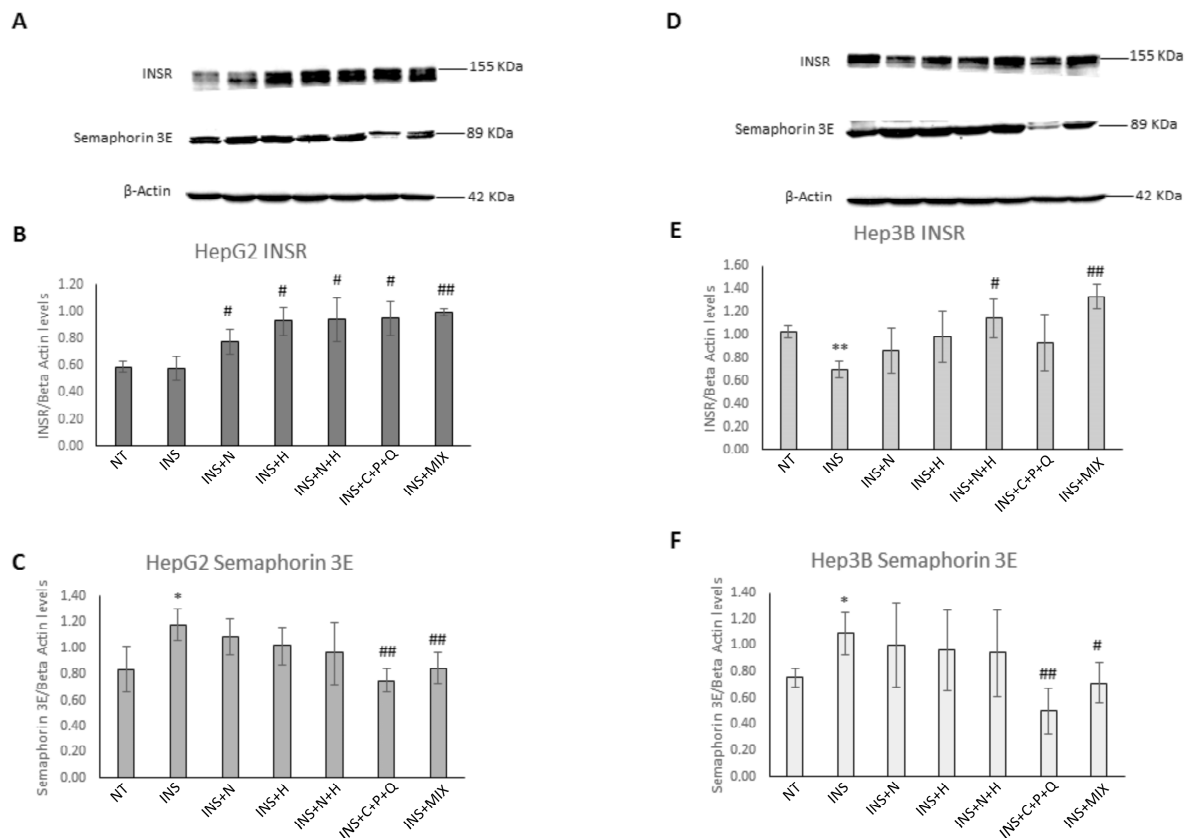 A
INSR
155 KDa
Semaphorin 3E
89 KDa
β-Actin
42 KDa
B
HepG2 INSR
INSR/Beta Actin levels
1.20
1.00
0.80
0.60
0.40
0.20
0.00
# # # # ##
NT INS INS+N INS+H INS+N+H INS+C+P+Q INS+MIX
C
HepG2 Semaphorin 3E
Semaphorin 3E/Beta Actin levels
1.40
1.20
1.00
0.80
0.60
0.40
0.20
0.00
* ## ##
NT INS INS+N INS+H INS+N+H INS+C+P+Q INS+MIX
D
INSR
155 KDa
Semaphorin 3E
89 KDa
β-Actin
42 KDa
E
Hep3B INSR
INSR/Beta Actin levels
1.60
1.40
1.20
1.00
0.80
0.60
0.40
0.20
0.00
** # ##
NT INS INS+N INS+H INS+N+H INS+C+P+Q INS+MIX
F
Hep3B Semaphorin 3E
Semaphorin 3E/Beta Actin levels
1.40
1.20
1.00
0.80
0.60
0.40
0.20
0.00
* ## #
NT INS INS+N INS+H INS+N+H INS+C+P+Q INS+MIX